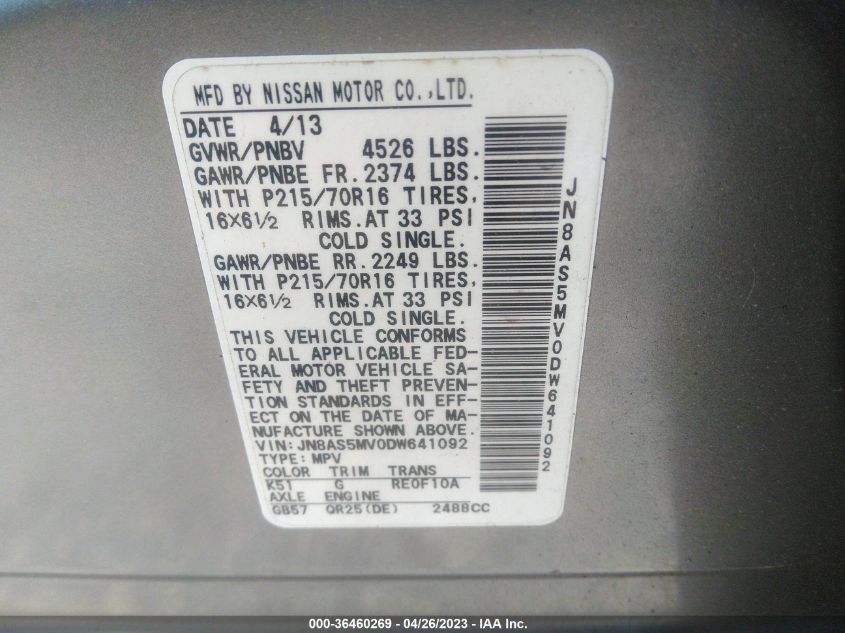 MFD BY NISSAN MOTOR CO.,LTD.
DATE 4/13
GVWR/PNBV 4526 LBS.
GAWR/PNBE FR.2374 LBS.
WITH P215/70R16 TIRES,
16X6½ RIMS.AT 33 PSI
COLD SINGLE.
GAWR/PNBE RR.2249 LBS.
WITH P215/70R16 TIRES,
16X6½ RIMS.AT 33 PSI
COLD SINGLE.
THIS VEHICLE CONFORMS
TO ALL APPLICABLE FED-
ERAL MOTOR VEHICLE SA-
FETY AND THEFT PREVEN-
TION STANDARDS IN EFF-
ECT ON THE DATE OF MA-
NUFACTURE SHOWN ABOVE.
VIN: JN8AS5MV0DW641092
TYPE: MPV
COLOR TRIM TRANS
K51 G RE0F10A
AXLE ENGINE
GB57 QR25(DE) 2488CC
JN8AS5MV0DW641092
000-36460269 - 04/26/2023 - IAA Inc.